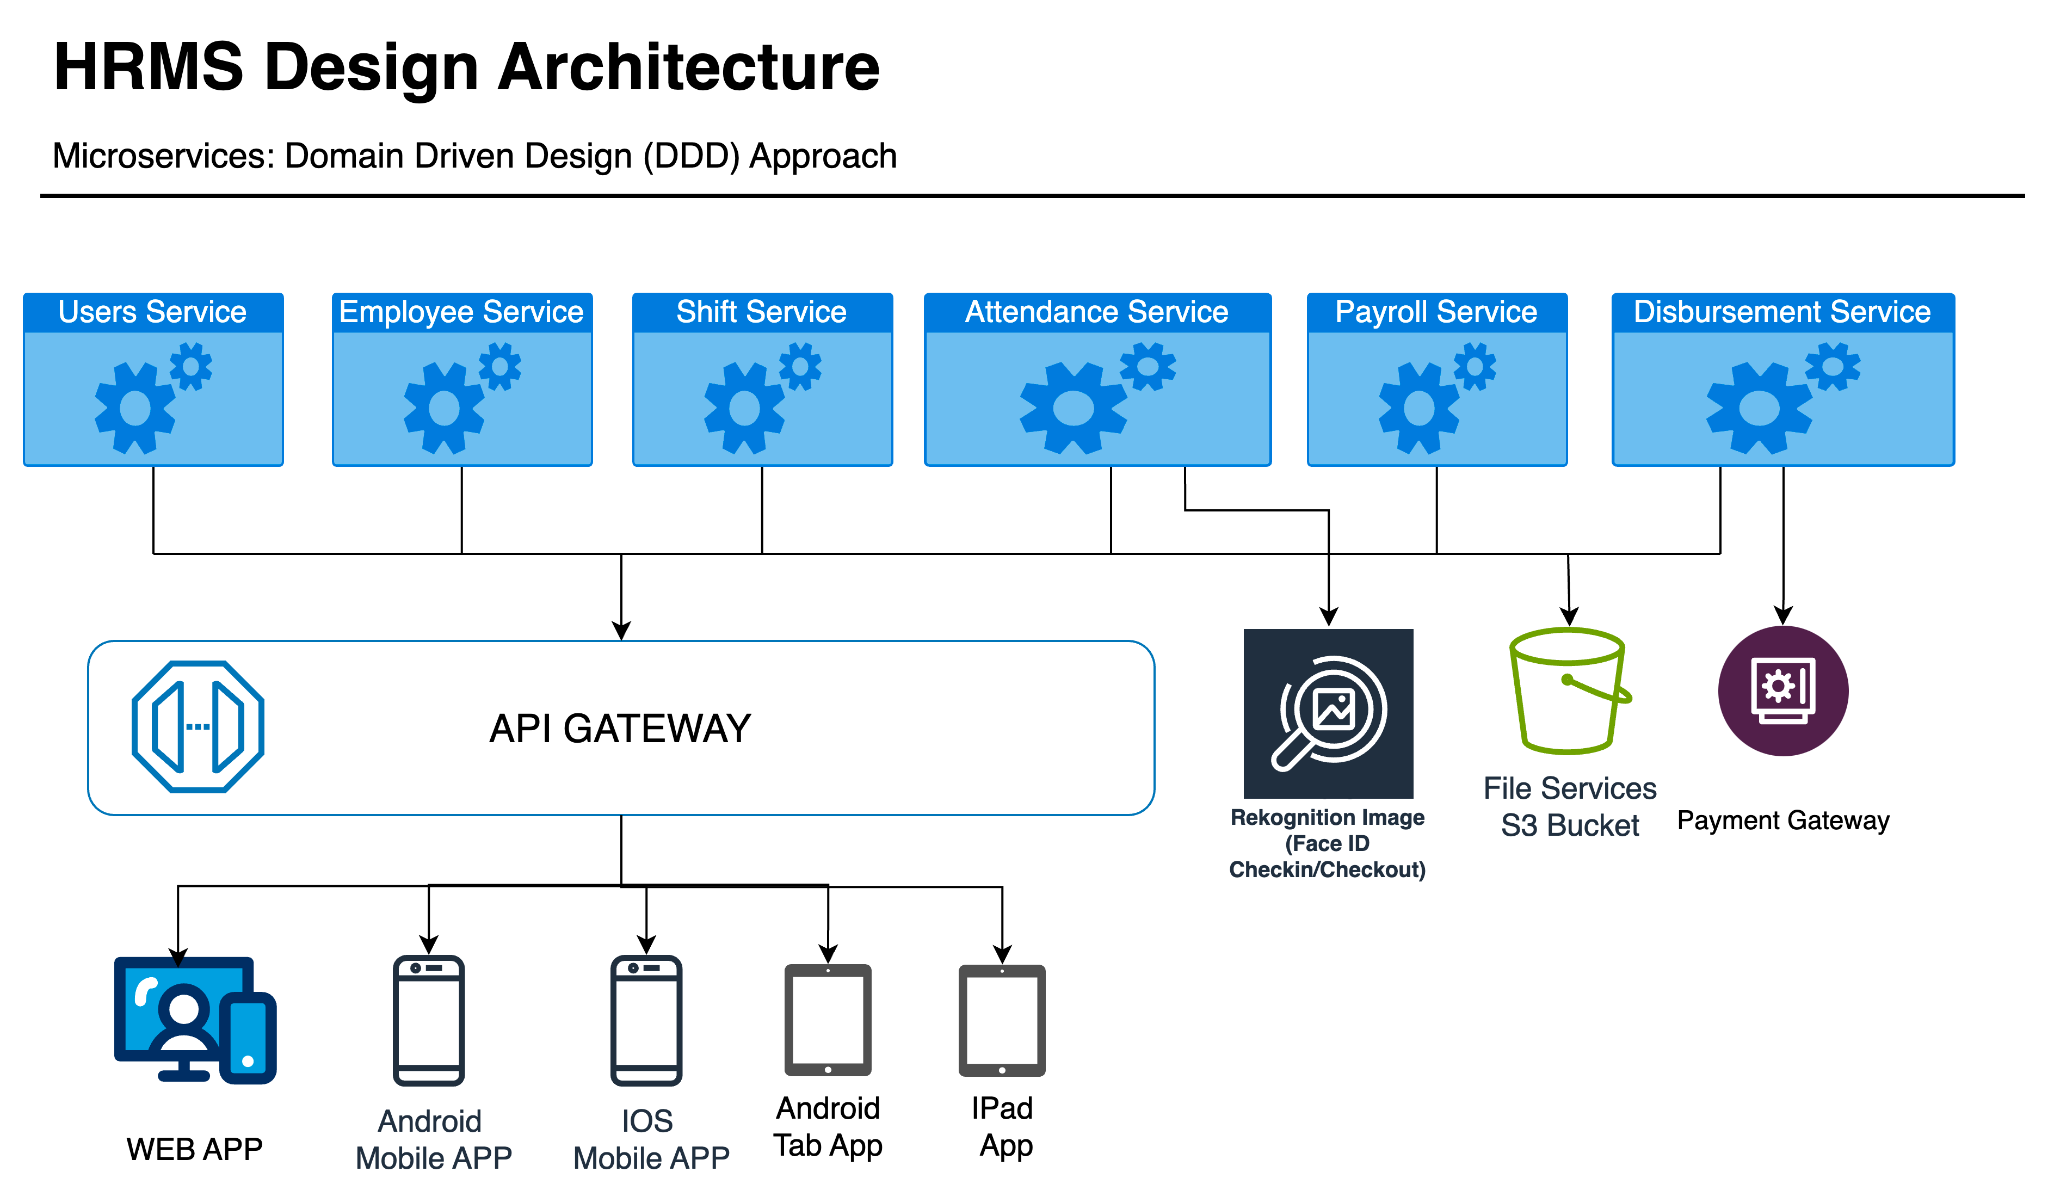 HRMS Design Architecture
Microservices: Domain Driven Design (DDD) Approach
Users Service
Employee Service
Shift Service
Attendance Service
Payroll Service
Disbursement Service
API GATEWAY
Rekognition Image
(Face ID
Checkin/Checkout)
File Services
S3 Bucket
Payment Gateway
WEB APP
Android
Mobile APP
IOS
Mobile APP
Android
Tab App
IPad
App